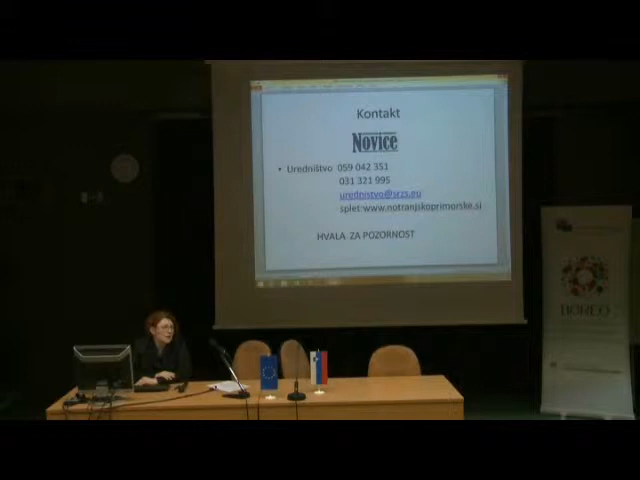 Kontakt
Novice
• Uredništvo 059 042 351
031 321 995
urednistvo@srzs.eu
splet:www.notranjskoprimorske.si
HVALA ZA POZORNOST